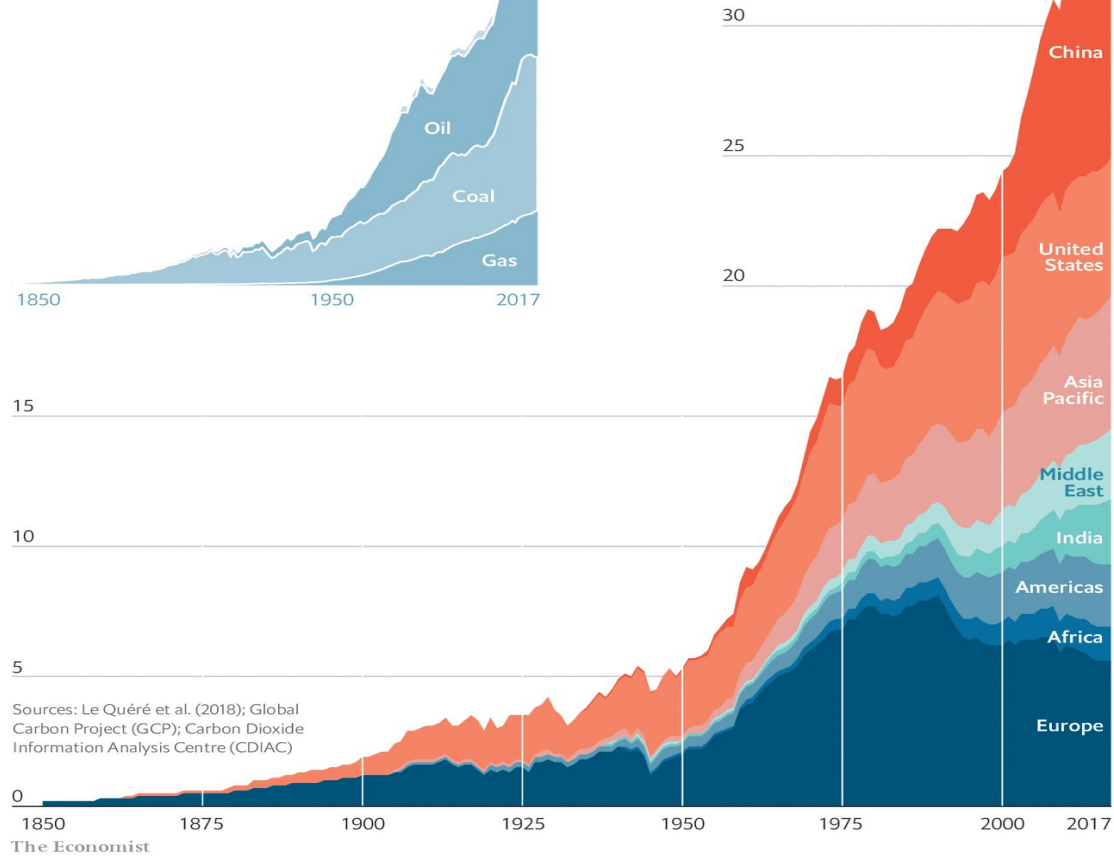 Oil
Coal
Gas
1850
1950
2017
30
25
20
15
10
5
0
China
United
States
Asia
Pacific
Middle
East
India
Americas
Africa
Europe
Sources: Le Quéré et al. (2018); Global
Carbon Project (GCP); Carbon Dioxide
Information Analysis Centre (CDIAC)
1850
1875
1900
1925
1950
1975
2000
2017
The Economist